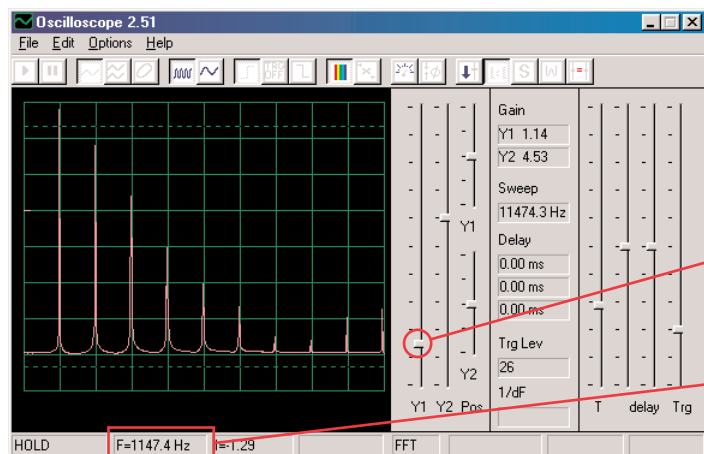 Oscilloscope 2.51
File Edit Options Help
TRG OFF
S W
Gain
Y1 1.14
Y2 4.53
Sweep
11474.3 Hz
Delay
0.00 ms
0.00 ms
0.00 ms
Trg Lev
26
1/dF
Y1
Y2
Y1 Y2 Pos
T delay Trg
HOLD F=1147.4 Hz I=-1.29 FFT